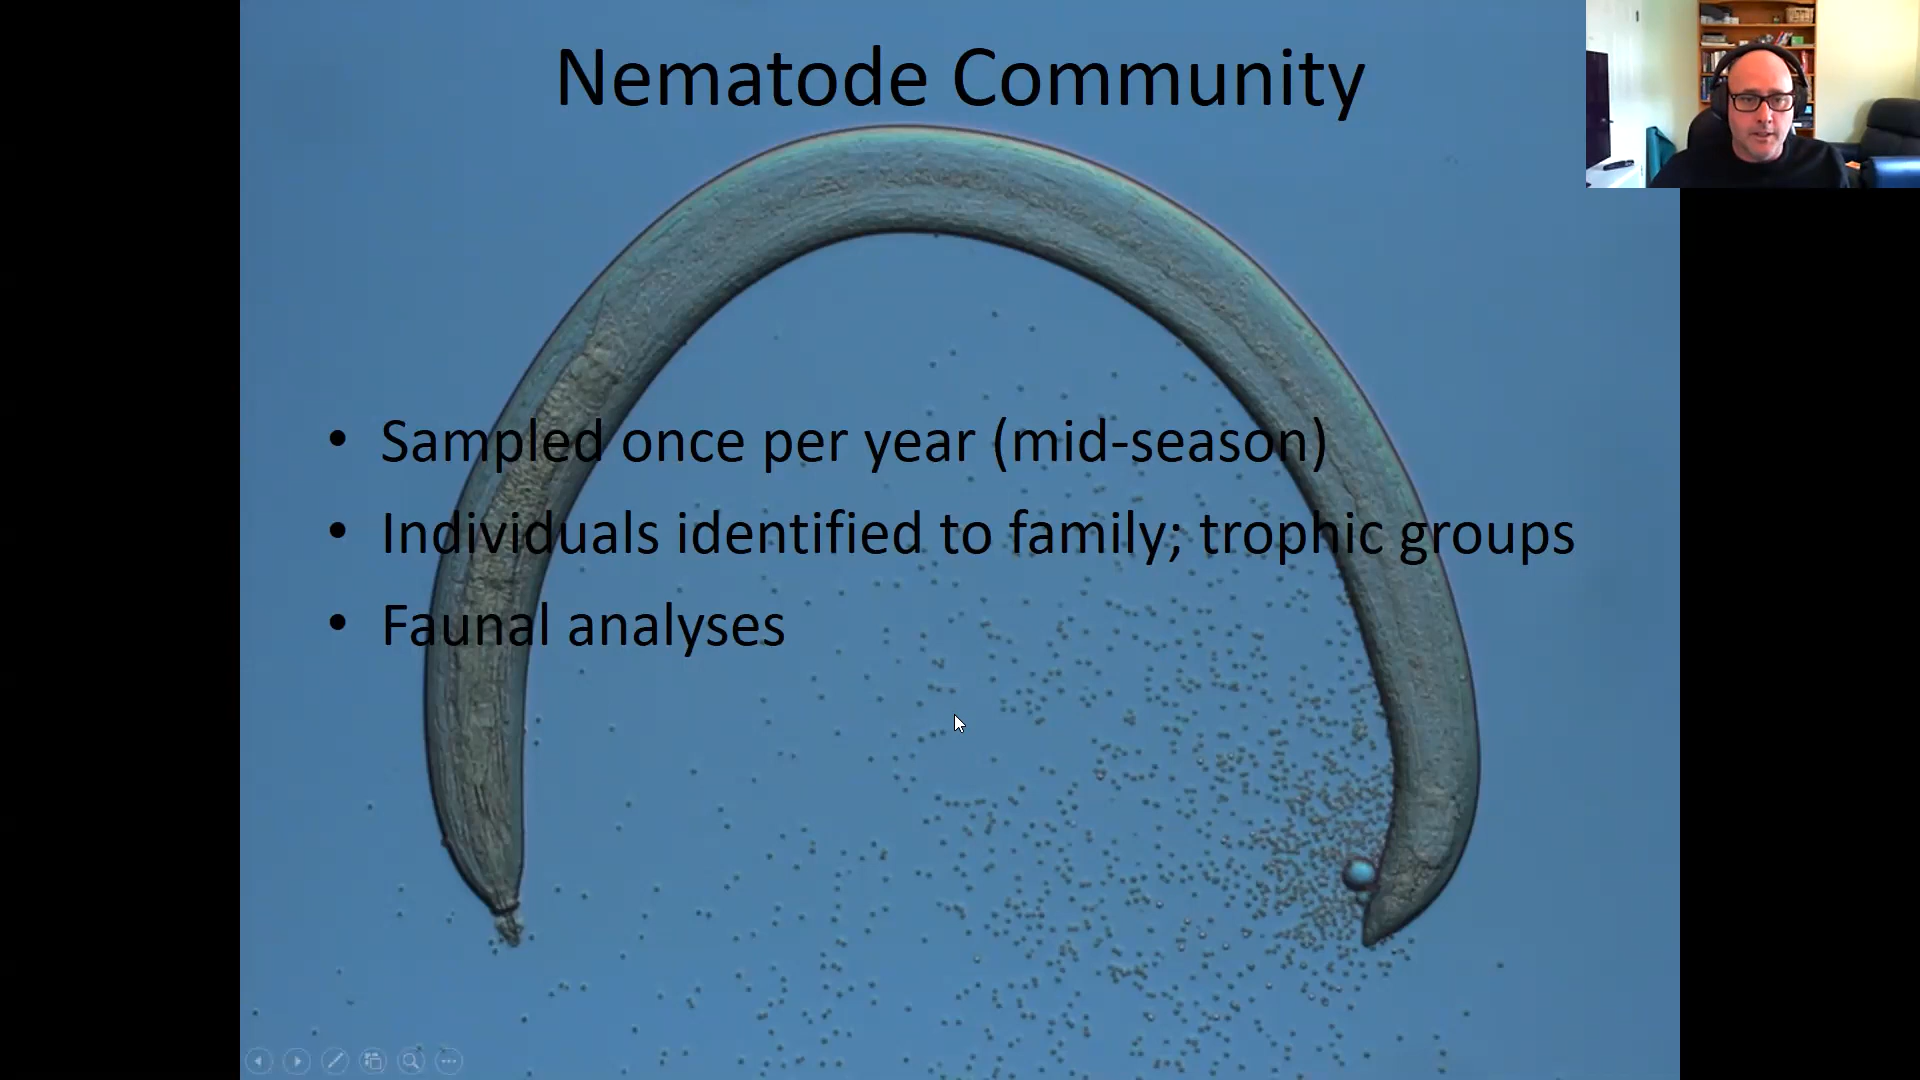 Nematode Community
• Sampled once per year (mid-season)
• Individuals identified to family; trophic groups
• Faunal analyses